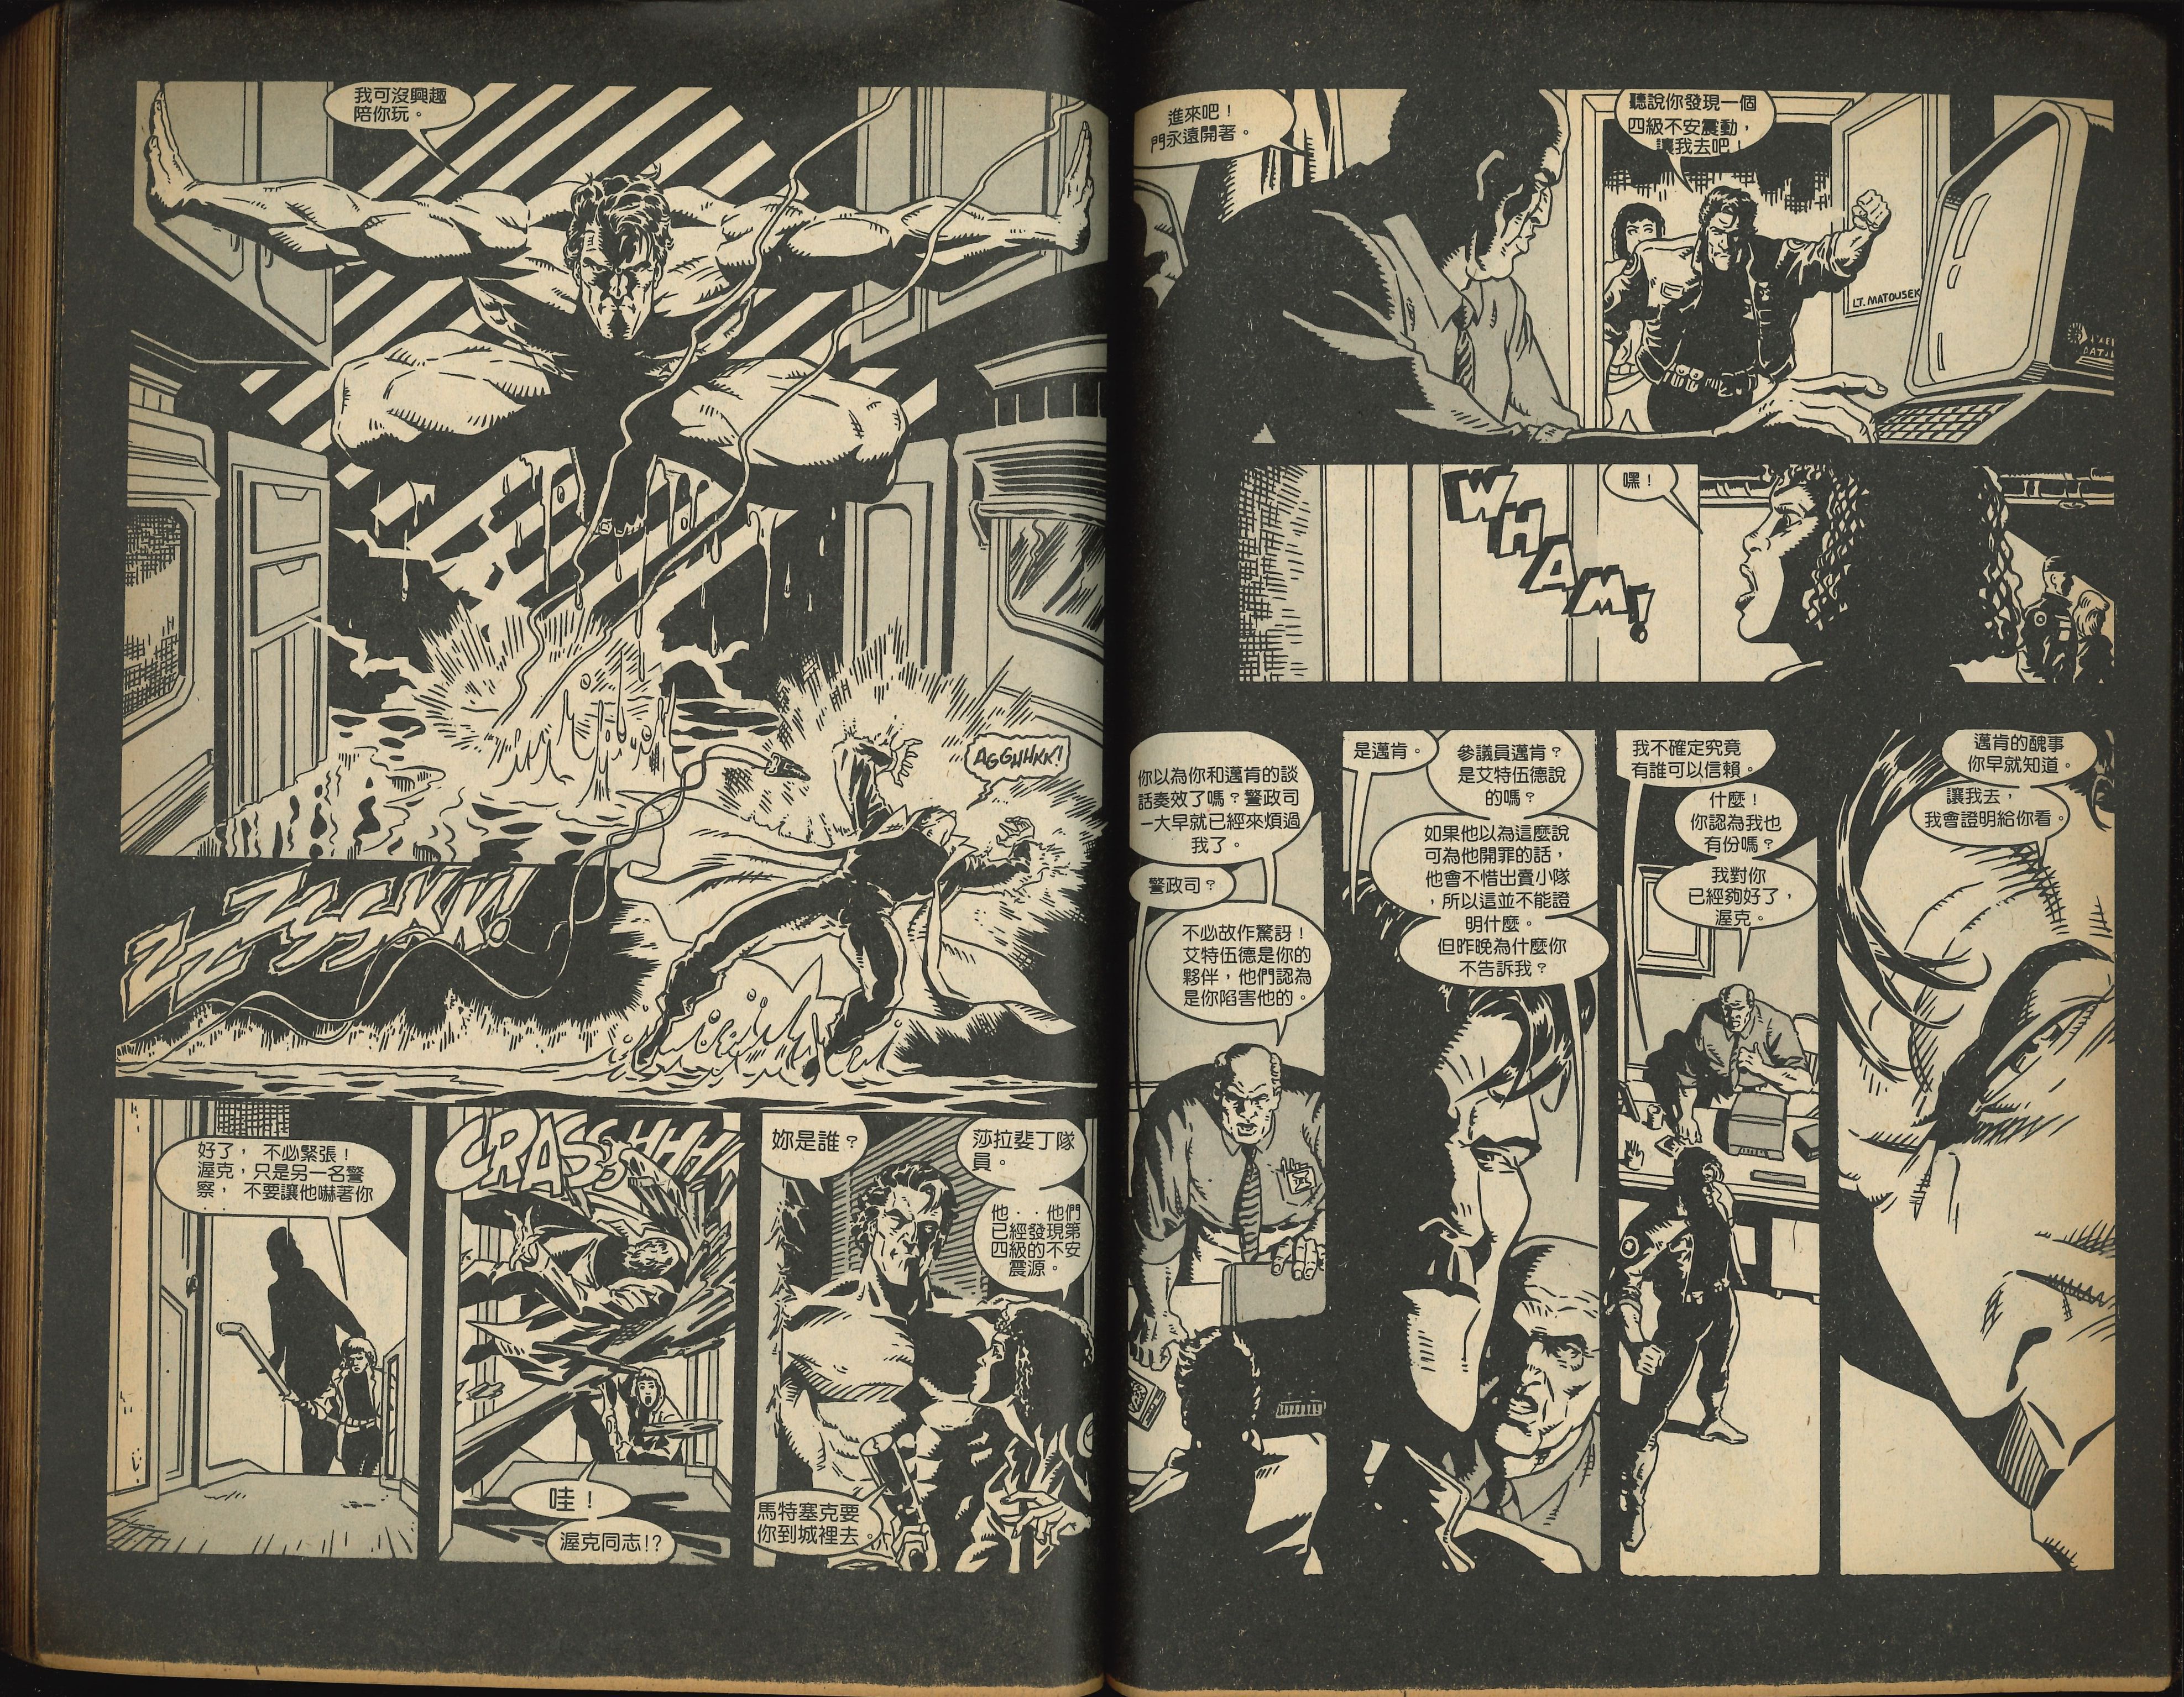 我可沒興趣
陪你玩。
AGGHHKK!
ZZZSSSKK!
好了， 不必緊張！
渥克，只是另一名警
察， 不要讓他嚇著你
CRASSHHH
哇！
渥克同志!?
妳是誰？
莎拉斐丁隊
員。
他‥他們
已經發現第
四級的不安
震源。
馬特塞克要
你到城裡去。
進來吧！
門永遠開著。
聽說你發現一個
四級不安震動，
讓我去吧！
LT. MATOUSEK
WHAM!
嘿！
你以為你和邁肯的談
話奏效了嗎？警政司
一大早就已經來煩過
我了。
警政司？
不必故作驚訝！
艾特伍德是你的
夥伴，他們認為
是你陷害他的。
是邁肯。
參議員邁肯？
是艾特伍德說
的嗎？
如果他以為這麼說
可為他開罪的話，
他會不惜出賣小隊
，所以這並不能證
明什麼。
但昨晚為什麼你
不告訴我？
我不確定究竟
有誰可以信賴。
什麼！
你認為我也
有份嗎？
我對你
已經夠好了，
渥克。
邁肯的醜事
你早就知道。
讓我去，
我會證明給你看。